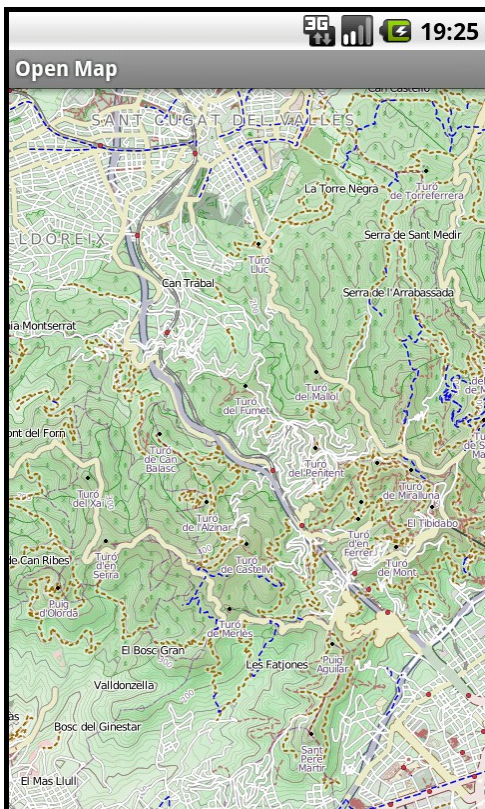 3G 19:25
Open Map
Can Castelló
SANT CUGAT DEL VALLÈS
La Torre Negra
Turó
de Torreferrera
Serra de Sant Medir
LLDOREIX
Turó
Lluc
Can Trabal
Serra de l'Arrabassada
ia Montserrat
Turó
del Mallol
Turó
del Fumet
ont del Forn
Turó
de Can
Balasc
Turó
del Penitent
Turó
de Miralluna
Turó
del Xai
Turó
de l'Alzinar
El Tibidabo
Turó
d'en
Ferrer
Turó
d'en
Serra
de Can Ribes
Turó
de Castellví
Turó
de Mont
Puig
d'Olorda
Turó
de Merles
El Bosc Gran
Les Fatjones
Puig
Aguilar
Valldonzella
Bosc del Ginestar
Sant
Pere
Màrtir
El Mas Llull